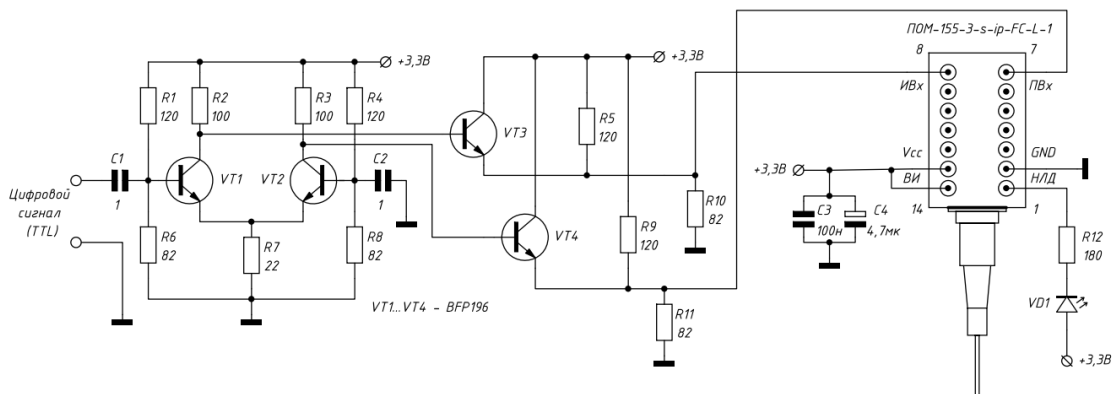 ПОМ-155-3-s-ip-FC-L-1
8
7
+3,3В
+3,3В
R1
120
R2
100
R3
100
R4
120
ИВх
ПВх
R5
120
VT3
C1
1
VT1
VT2
C2
1
Vcc
GND
+3,3В
ВИ
НЛД
Цифровой
сигнал
(TTL)
R10
82
14
1
C3
100н
C4
4,7мк
R6
82
R7
22
R8
82
VT4
R9
120
R12
180
VT1...VT4 - BFP196
R11
82
VD1
+3,3В